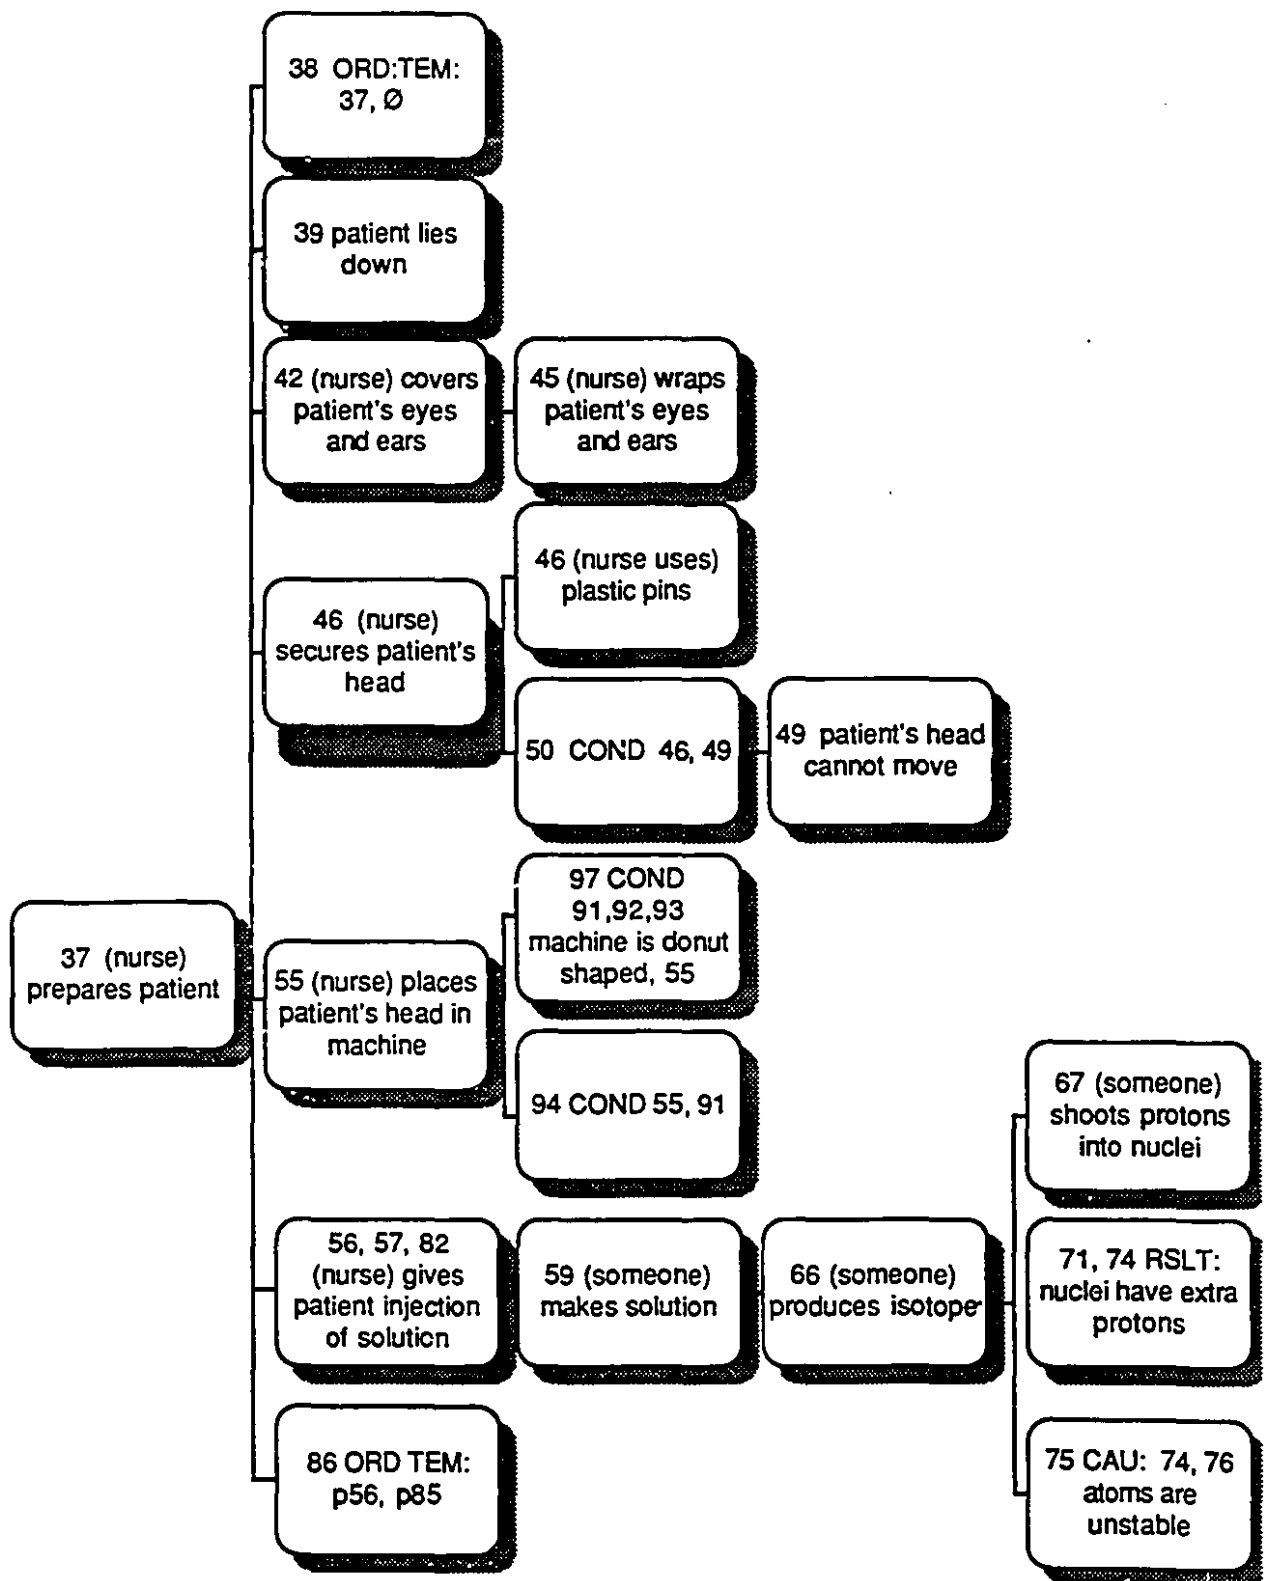 38 ORD:TEM:
37, Ø
39 patient lies
down
42 (nurse) covers
patient's eyes
and ears
45 (nurse) wraps
patient's eyes
and ears
46 (nurse uses)
plastic pins
46 (nurse)
secures patient's
head
50 COND 46, 49
49 patient's head
cannot move
97 COND
91,92,93
machine is donut
shaped, 55
37 (nurse)
prepares patient
55 (nurse) places
patient's head in
machine
94 COND 55, 91
67 (someone)
shoots protons
into nuclei
56, 57, 82
(nurse) gives
patient injection
of solution
59 (someone)
makes solution
66 (someone)
produces isotope
71, 74 RSLT:
nuclei have extra
protons
86 ORD TEM:
p56, p85
75 CAU: 74, 76
atoms are
unstable